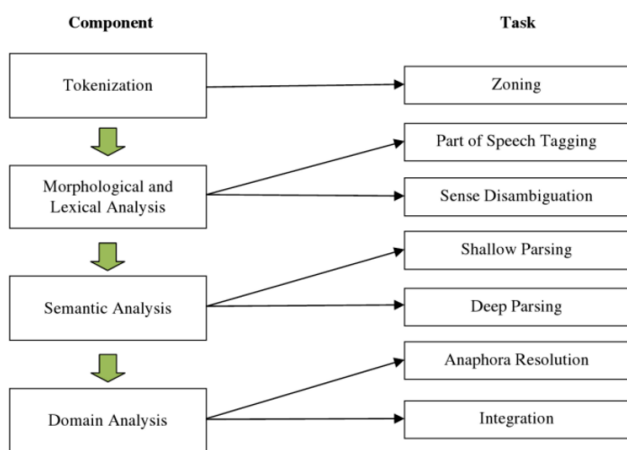 Component
Task
Tokenization
Zoning
Part of Speech Tagging
Morphological and
Lexical Analysis
Sense Disambiguation
Shallow Parsing
Semantic Analysis
Deep Parsing
Anaphora Resolution
Domain Analysis
Integration